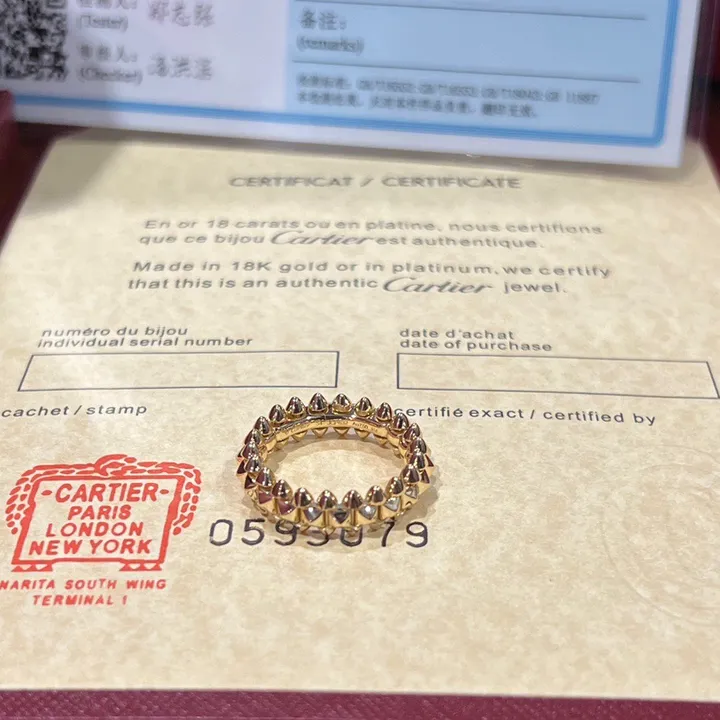 (Tester)
审核人：
(Checker)
备注：
(remarks)
CERTIFICAT / CERTIFICATE
En or 18 carats ou en platine, nous certifions
que ce bijou Cartier est authentique.
Made in 18K gold or in platinum, we certify
that this is an authentic Cartier jewel.
numéro du bijou
individual serial number
date d'achat
date of purchase
cachet / stamp
certifié exact / certified by
-CARTIER-
PARIS
LONDON
NEW YORK
NARITA SOUTH WING
TERMINAL 1